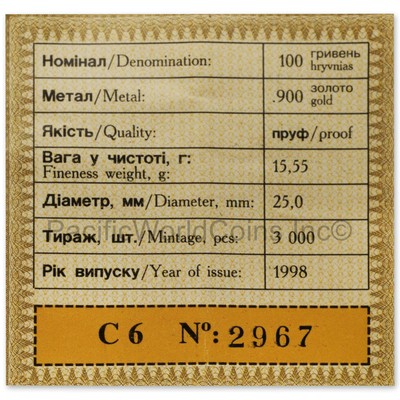 Номінал/Denomination: 100 гривень
hryvnias
Метал/Metal: .900 золото
gold
Якість/Quality: пруф/proof
Вага у чистоті, г:
Fineness weight, g: 15,55
Діаметр, мм/Diameter, mm: 25,0
PacificWorldCoins Inc©
Тираж, шт./Mintage, pcs: 3 000
Рік випуску/Year of issue: 1998
С 6 №: 2967